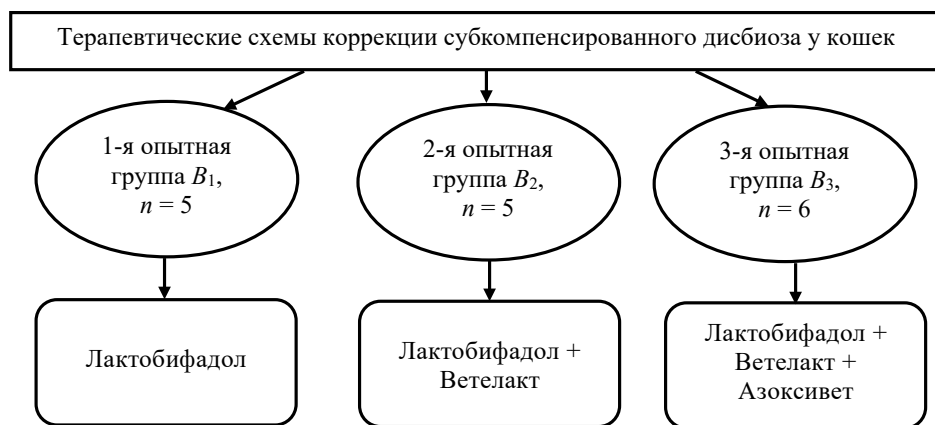 Терапевтические схемы коррекции субкомпенсированного дисбиоза у кошек
1-я опытная
группа B₁,
n = 5
2-я опытная
группа B₂,
n = 5
3-я опытная
группа B₃,
n = 6
Лактобифадол
Лактобифадол +
Ветелакт
Лактобифадол +
Ветелакт +
Азоксивет